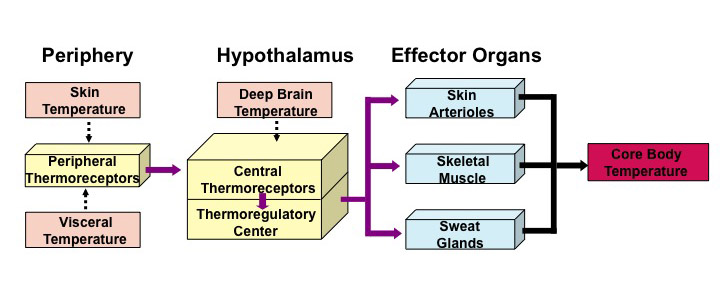 Periphery
Hypothalamus
Effector Organs
Skin
Temperature
Deep Brain
Temperature
Skin
Arterioles
Peripheral
Thermoreceptors
Central
Thermoreceptors
Skeletal
Muscle
Core Body
Temperature
Visceral
Temperature
Thermoregulatory
Center
Sweat
Glands